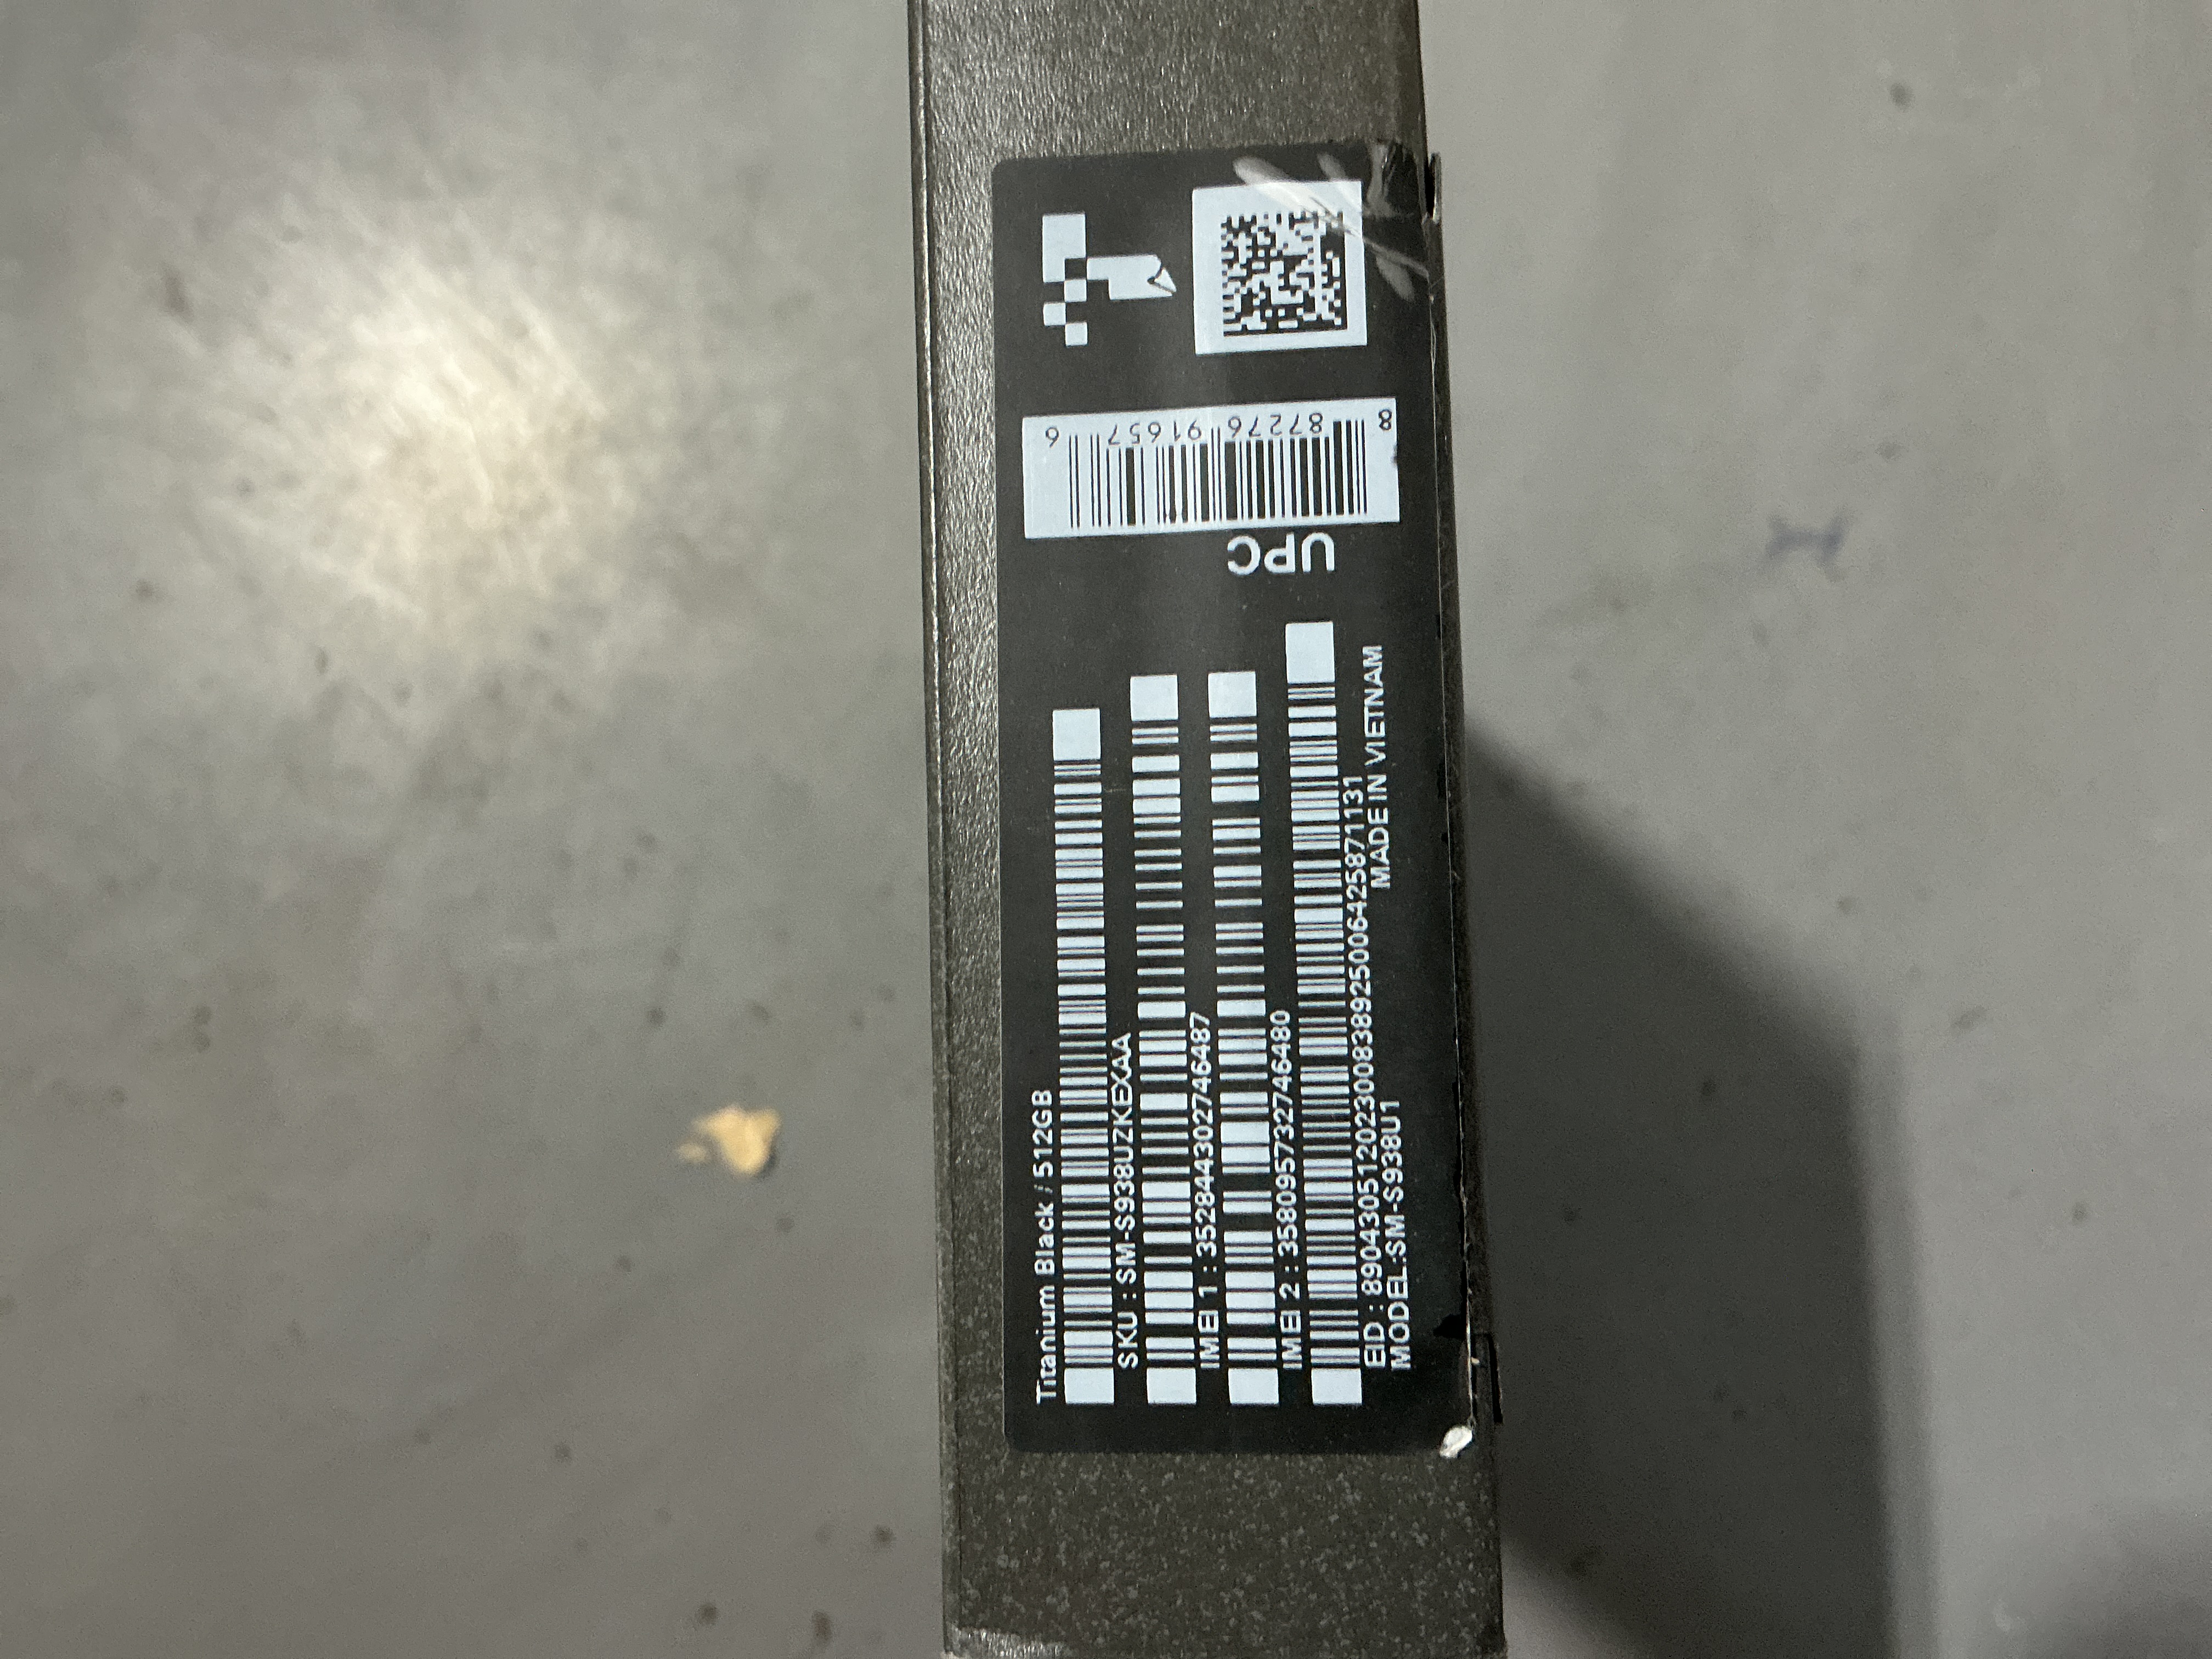 Titanium Black / 512GB
SKU : SM-S938UZKEXAA
IMEI 1 : 352844302746487
IMEI 2 : 358095732746480
EID : 89043051202300838925006425871131
MODEL:SM-S938U1
MADE IN VIETNAM
UPC
8 87276 91657 6